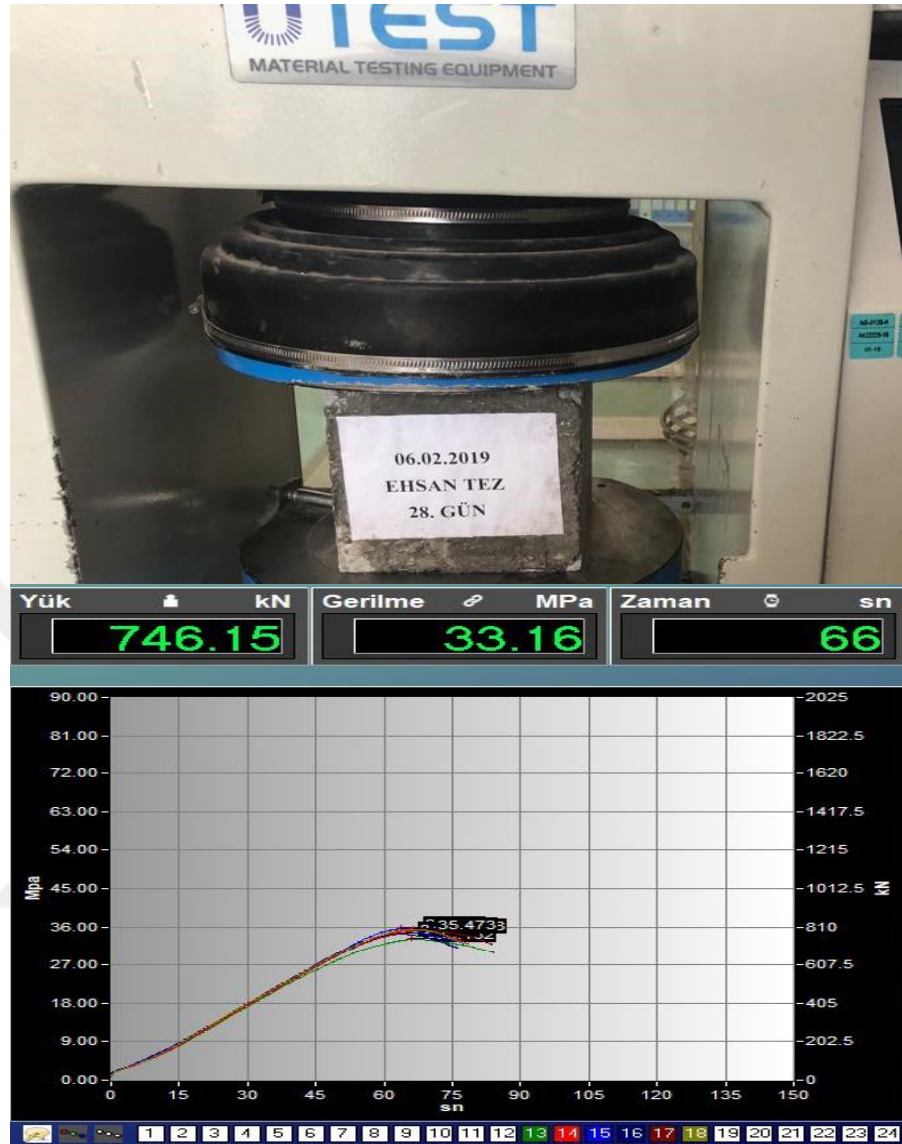 UTEST
MATERIAL TESTING EQUIPMENT
06.02.2019
EHSAN TEZ
28. GÜN
Yük kN
746.15
Gerilme MPa
33.16
Zaman sn
66
90.00 2025
81.00 1822.5
72.00 1620
63.00 1417.5
54.00 1215
Mpa 45.00 1012.5 kN
36.00 35.473 810
27.00 607.5
18.00 405
9.00 202.5
0.00 0
0 15 30 45 60 75 90 105 120 135 150
sn
1 2 3 4 5 6 7 8 9 10 11 12 13 14 15 16 17 18 19 20 21 22 23 24